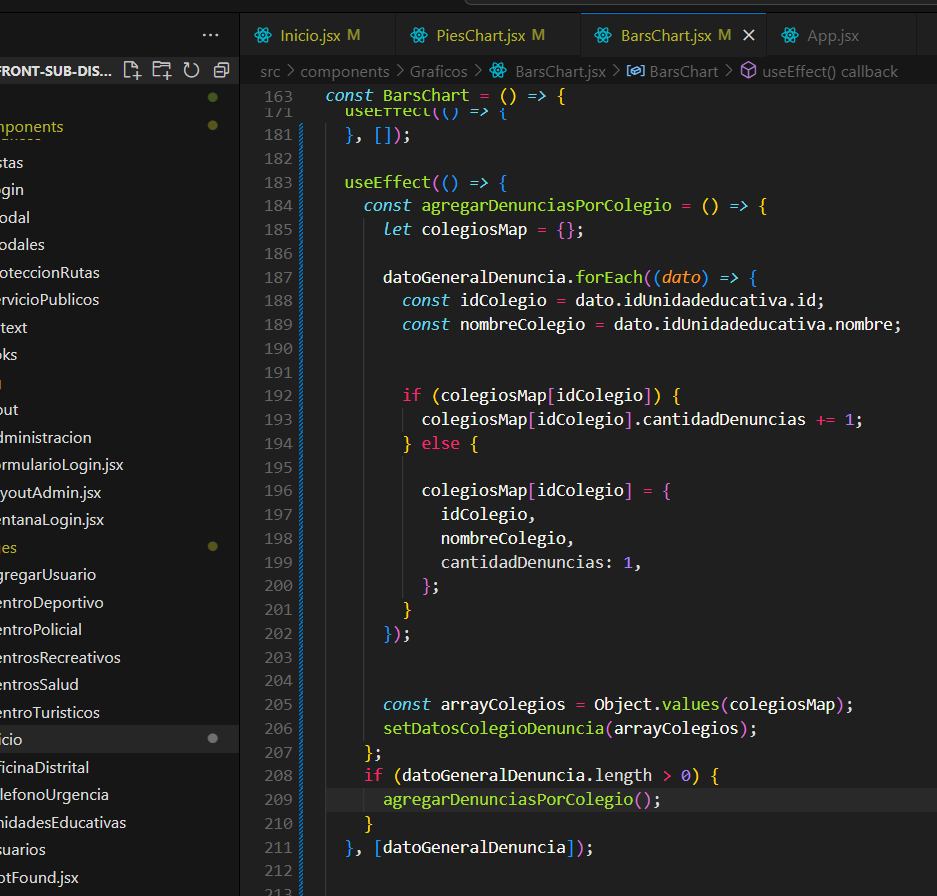 Inicio.jsx M
PiesChart.jsx M
BarsChart.jsx M
App.jsx
FRONT-SUB-DIS...
src > components > Graficos > BarsChart.jsx > BarsChart > useEffect() callback
mponents
stas
gin
odal
odales
oteccionRutas
ervicioPublicos
text
oks
out
dministracion
ormularioLogin.jsx
youtAdmin.jsx
entanaLogin.jsx
es
gregarUsuario
entroDeportivo
entroPolicial
entrosRecreativos
entrosSalud
entroTuristicos
icio
ficinaDistrital
lefonoUrgencia
nidadesEducativas
suarios
otFound.jsx
163 const BarsChart = () => {
171 useEffect(() => {
181 }, []);
182
183 useEffect(() => {
184 const agregarDenunciasPorColegio = () => {
185 let colegiosMap = {};
186
187 datoGeneralDenuncia.forEach((dato) => {
188 const idColegio = dato.idUnidadeducativa.id;
189 const nombreColegio = dato.idUnidadeducativa.nombre;
190
191
192 if (colegiosMap[idColegio]) {
193 colegiosMap[idColegio].cantidadDenuncias += 1;
194 } else {
195
196 colegiosMap[idColegio] = {
197 idColegio,
198 nombreColegio,
199 cantidadDenuncias: 1,
200 };
201 }
202 });
203
204
205 const arrayColegios = Object.values(colegiosMap);
206 setDatosColegioDenuncia(arrayColegios);
207 };
208 if (datoGeneralDenuncia.length > 0) {
209 agregarDenunciasPorColegio();
210 }
211 }, [datoGeneralDenuncia]);
212
213